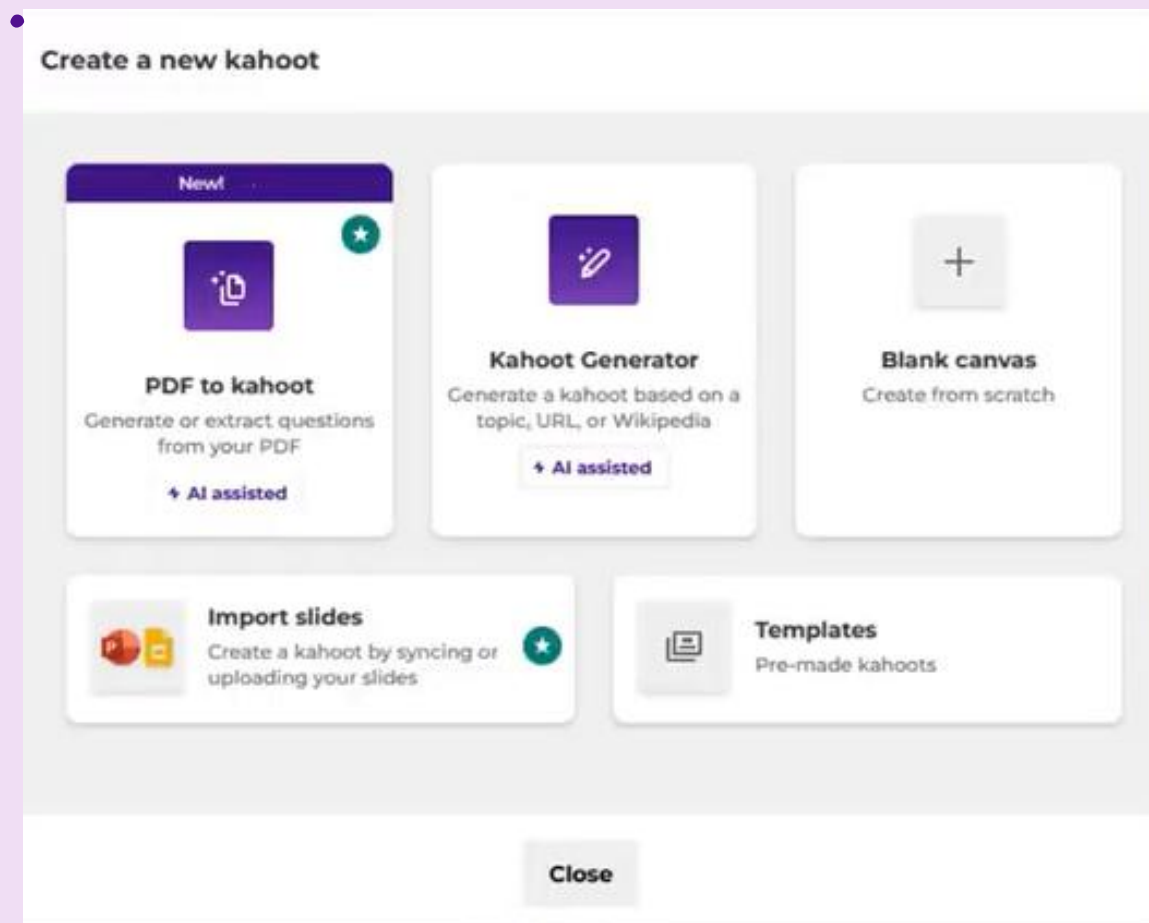 Create a new kahoot
New!
PDF to kahoot
Generate or extract questions
from your PDF
AI assisted
Kahoot Generator
Generate a kahoot based on a
topic, URL, or Wikipedia
AI assisted
Blank canvas
Create from scratch
Import slides
Create a kahoot by syncing or
uploading your slides
Templates
Pre-made kahoots
Close